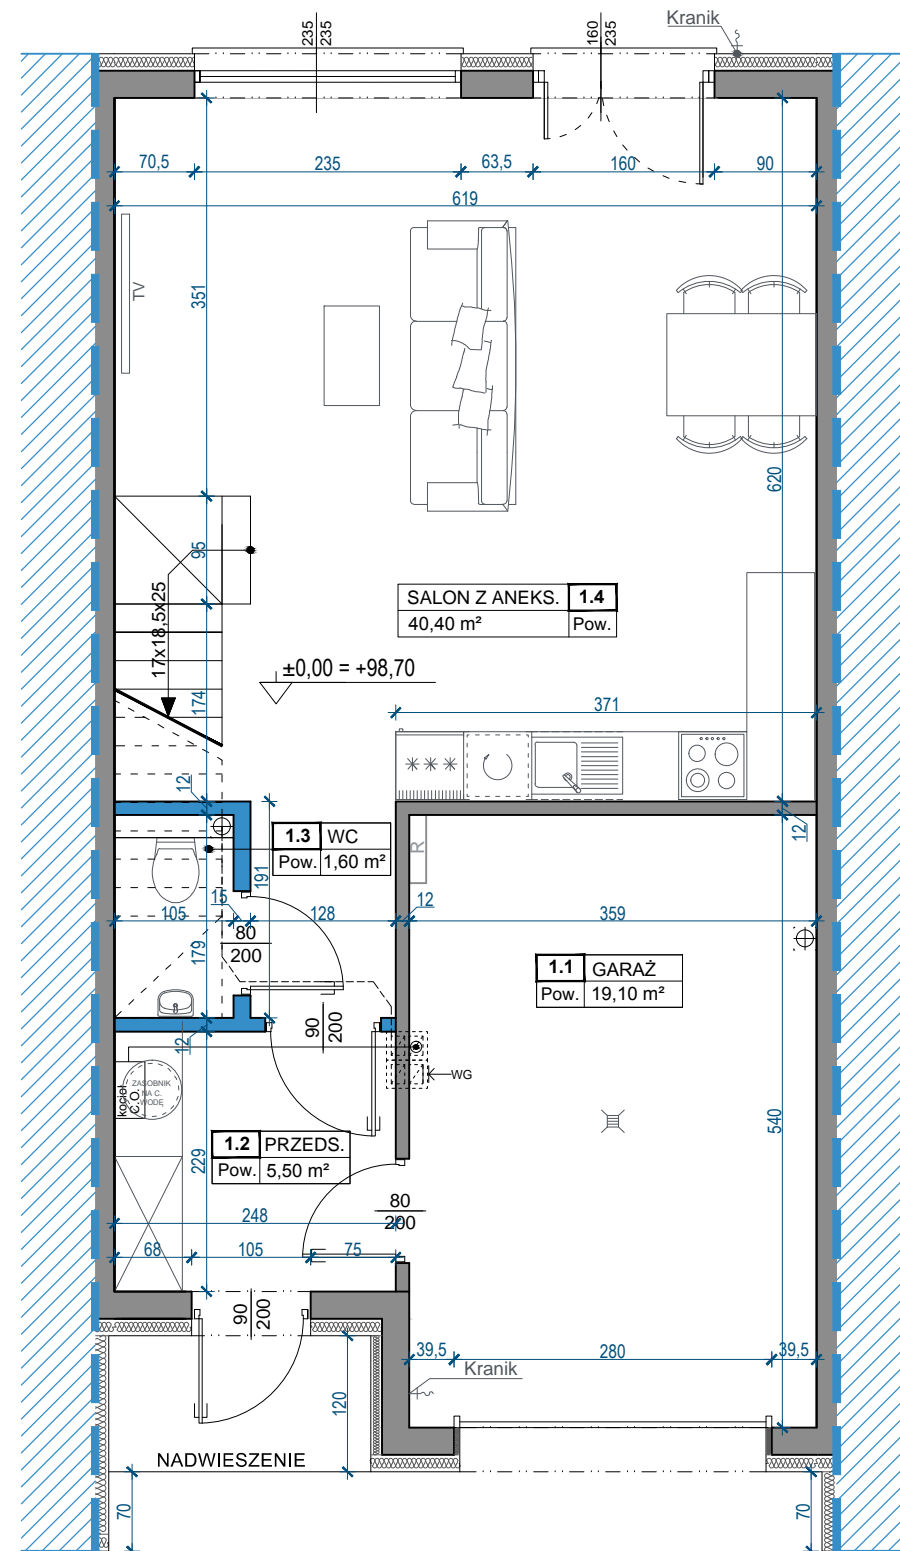 Kranik
235
235
160
235
70,5
235
63,5
160
90
619
TV
351
620
95
17x18,5x25
SALON Z ANEKS. 1.4
40,40 m² Pow.
±0,00 = +98,70
174
371
12
12
1.3 WC
Pow. 1,60 m²
R
191
15
105
128
12
359
80
200
179
1.1 GARAŻ
Pow. 19,10 m²
90
200
12
WG
ZASOBNIK
NA C.
WODĘ
kocioł
C.O.
540
1.2 PRZEDS.
Pow. 5,50 m²
229
80
200
248
68
105
75
90
200
39,5
280
39,5
Kranik
120
NADWIESZENIE
70
70